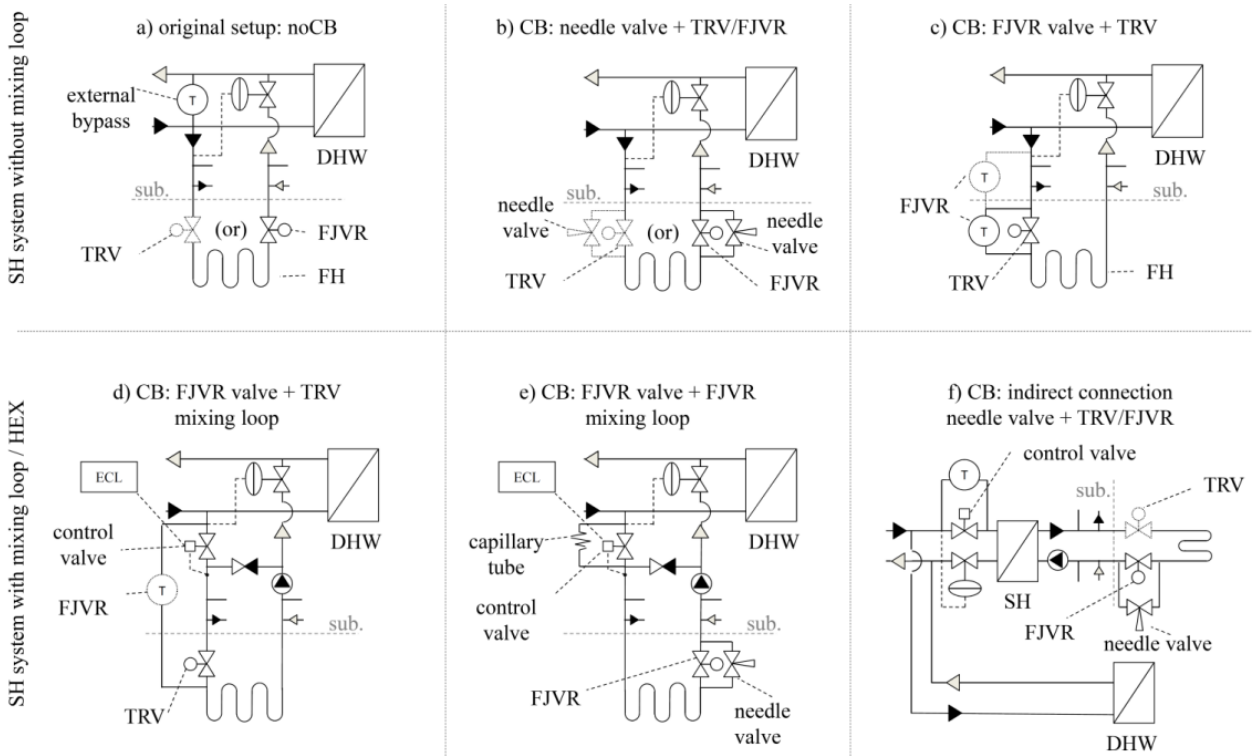 SH system without mixing loop
a) original setup: noCB
external
bypass
T
DHW
sub.
TRV
(or)
FJVR
FH
b) CB: needle valve + TRV/FJVR
DHW
sub.
needle
valve
(or)
needle
valve
TRV
FJVR
c) CB: FJVR valve + TRV
DHW
T
sub.
FJVR
T
TRV
FH
SH system with mixing loop / HEX
d) CB: FJVR valve + TRV
mixing loop
ECL
control
valve
DHW
T
FJVR
sub.
TRV
e) CB: FJVR valve + FJVR
mixing loop
ECL
capillary
tube
DHW
control
valve
sub.
FJVR
needle
valve
f) CB: indirect connection
needle valve + TRV/FJVR
control valve
T
sub.
TRV
SH
FJVR
needle valve
DHW